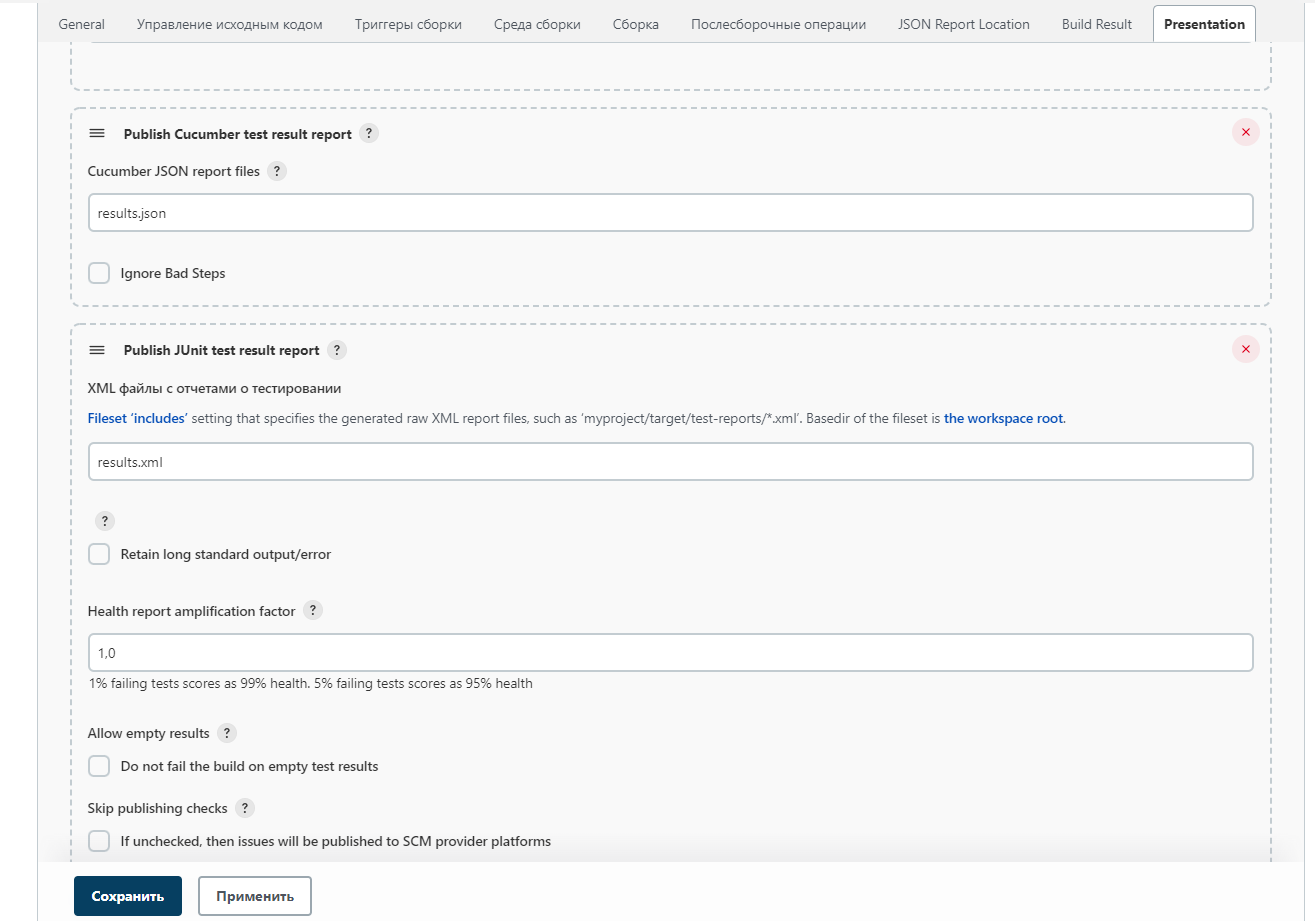 General Управление исходным кодом Триггеры сборки Среда сборки Сборка Послесборочные операции JSON Report Location Build Result Presentation
Publish Cucumber test result report ?
Cucumber JSON report files ?
results.json
Ignore Bad Steps
Publish JUnit test result report ?
XML файлы с отчетами о тестировании
Fileset ‘includes’ setting that specifies the generated raw XML report files, such as ‘myproject/target/test-reports/*.xml’. Basedir of the fileset is the workspace root.
results.xml
?
Retain long standard output/error
Health report amplification factor ?
1,0
1% failing tests scores as 99% health. 5% failing tests scores as 95% health
Allow empty results ?
Do not fail the build on empty test results
Skip publishing checks ?
If unchecked, then issues will be published to SCM provider platforms
Сохранить Применить